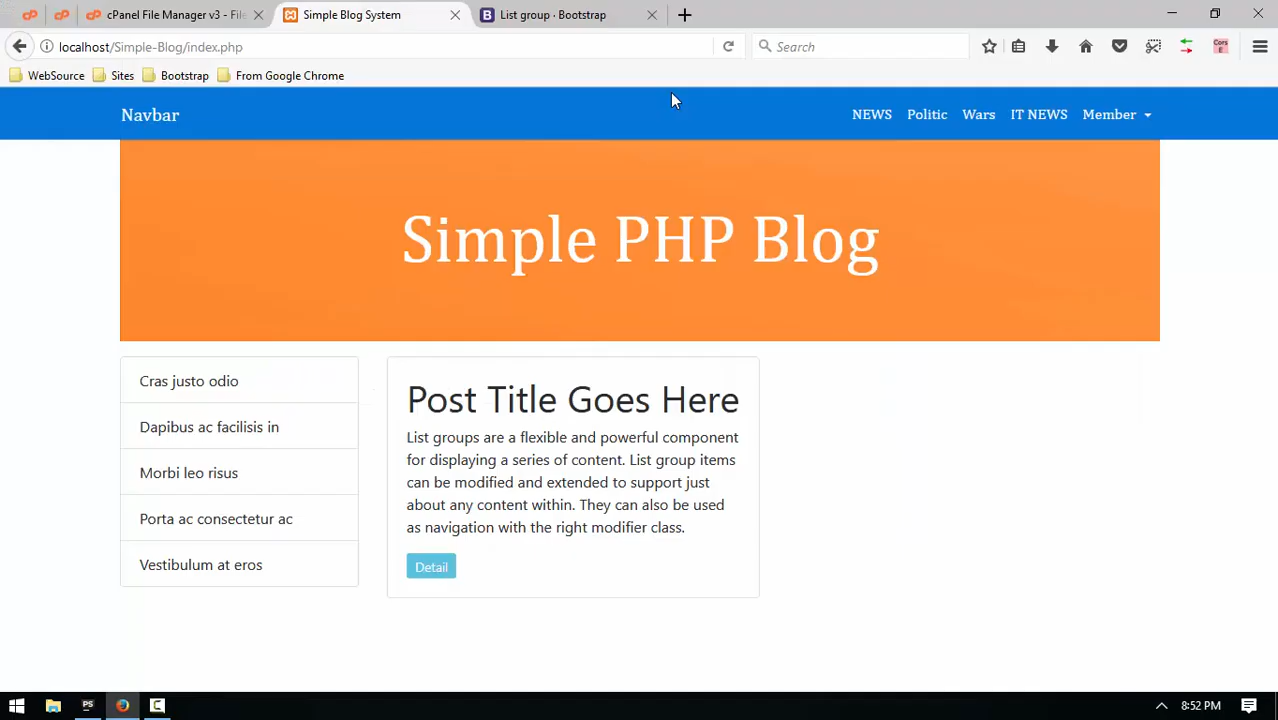 cPanel File Manager v3 - File
Simple Blog System
List group · Bootstrap
localhost/Simple-Blog/index.php
Search
WebSource
Sites
Bootstrap
From Google Chrome
Navbar
NEWS
Politic
Wars
IT NEWS
Member
Simple PHP Blog
Cras justo odio
Dapibus ac facilisis in
Morbi leo risus
Porta ac consectetur ac
Vestibulum at eros
Post Title Goes Here
List groups are a flexible and powerful component
for displaying a series of content. List group items
can be modified and extended to support just
about any content within. They can also be used
as navigation with the right modifier class.
Detail
PS
8:52 PM